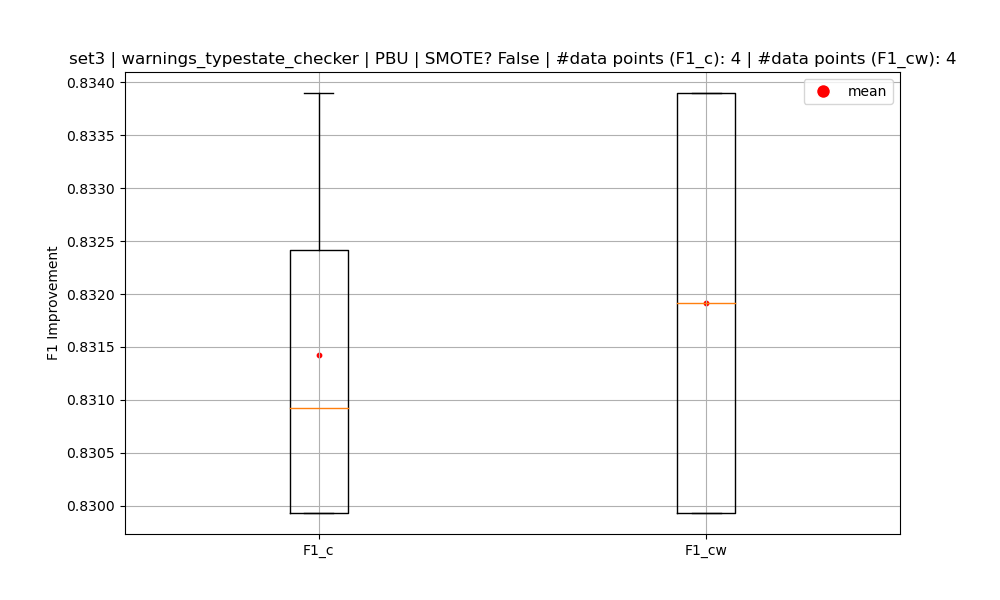 set3 | warnings_typestate_checker | PBU | SMOTE? False | #data points (F1_c): 4 | #data points (F1_cw): 4
mean
0.8340
0.8335
0.8330
0.8325
0.8320
0.8315
0.8310
0.8305
0.8300
F1 Improvement
F1_c
F1_cw